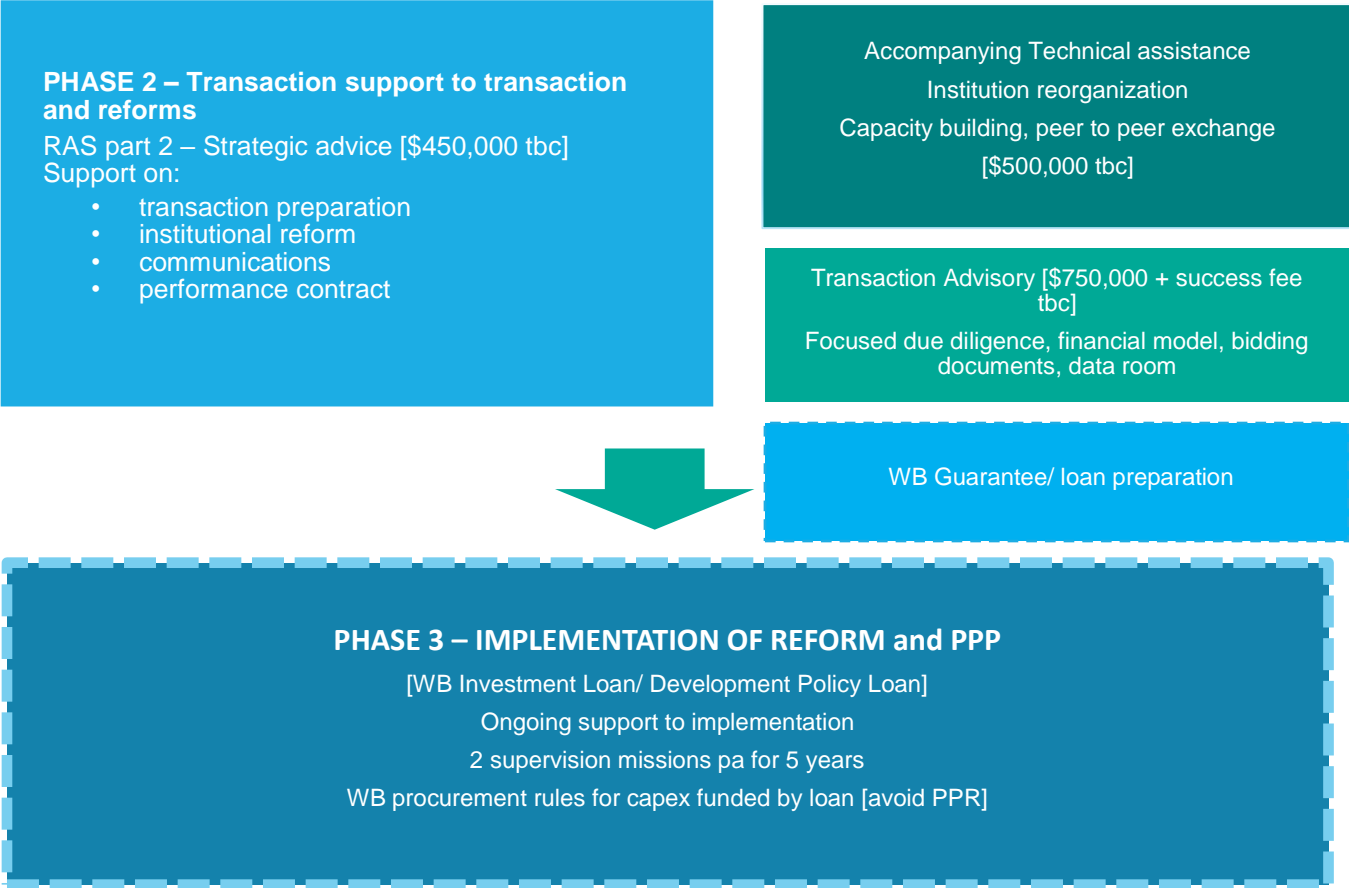 PHASE 2 – Transaction support to transaction
and reforms
RAS part 2 – Strategic advice [$450,000 tbc]
Support on:
• transaction preparation
• institutional reform
• communications
• performance contract
Accompanying Technical assistance
Institution reorganization
Capacity building, peer to peer exchange
[$500,000 tbc]
Transaction Advisory [$750,000 + success fee
tbc]
Focused due diligence, financial model, bidding
documents, data room
WB Guarantee/ loan preparation
PHASE 3 – IMPLEMENTATION OF REFORM and PPP
[WB Investment Loan/ Development Policy Loan]
Ongoing support to implementation
2 supervision missions pa for 5 years
WB procurement rules for capex funded by loan [avoid PPR]